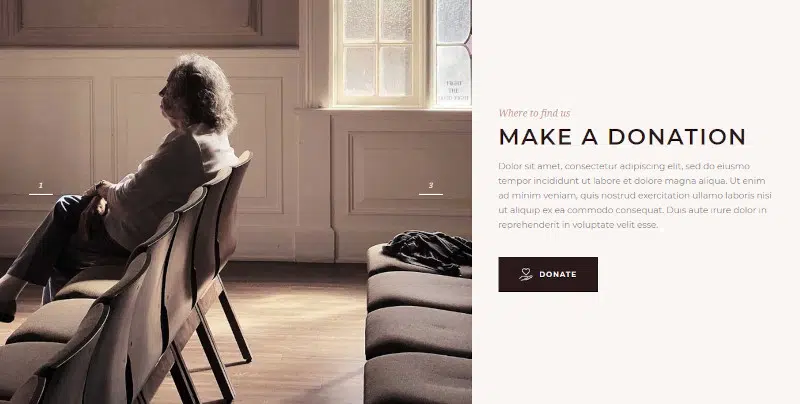 1
3
FIGHT
THE
Where to find us
MAKE A DONATION
Dolor sit amet, consectetur adipiscing elit, sed do eiusmo
tempor incididunt ut labore et dolore magna aliqua. Ut enim
ad minim veniam, quis nostrud exercitation ullamo laboris nisi
ut aliquip ex ea commodo consequat. Duis aute irure dolor in
reprehenderit in voluptate velit esse.
DONATE